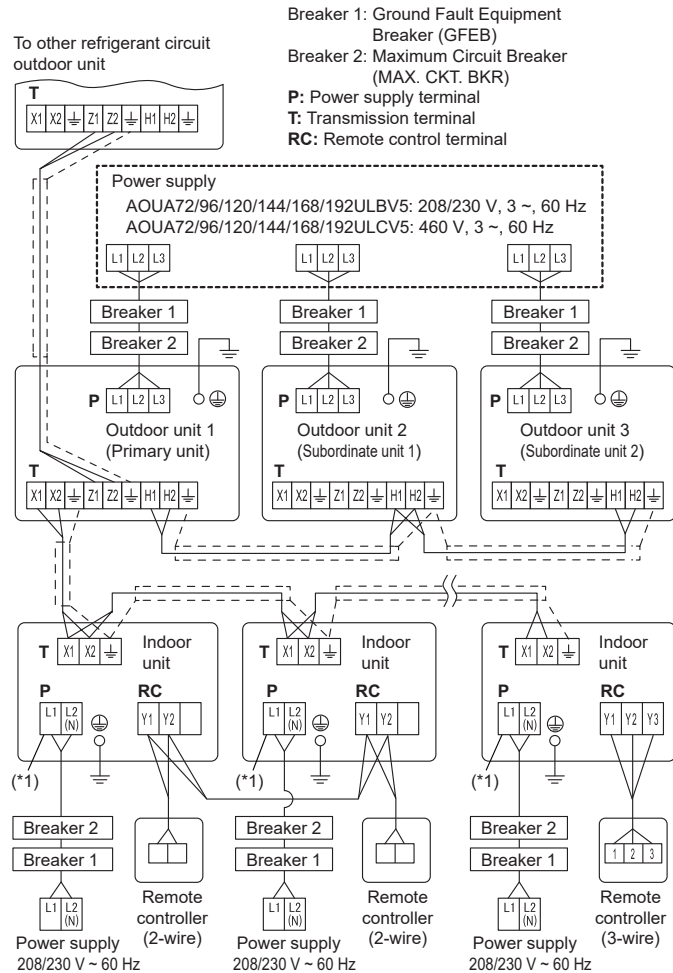 Breaker 1: Ground Fault Equipment
Breaker (GFEB)
Breaker 2: Maximum Circuit Breaker
(MAX. CKT. BKR)
P: Power supply terminal
T: Transmission terminal
RC: Remote control terminal
To other refrigerant circuit
outdoor unit
T
X1 X2 Z1 Z2 H1 H2
Power supply
AOUA72/96/120/144/168/192ULBV5: 208/230 V, 3 ~, 60 Hz
AOUA72/96/120/144/168/192ULCV5: 460 V, 3 ~, 60 Hz
L1 L2 L3 L1 L2 L3 L1 L2 L3
Breaker 1 Breaker 1 Breaker 1
Breaker 2 Breaker 2 Breaker 2
P L1 L2 L3 P L1 L2 L3 P L1 L2 L3
Outdoor unit 1 Outdoor unit 2 Outdoor unit 3
(Primary unit) (Subordinate unit 1) (Subordinate unit 2)
T T T
X1 X2 Z1 Z2 H1 H2 X1 X2 Z1 Z2 H1 H2 X1 X2 Z1 Z2 H1 H2
T X1 X2 Indoor T X1 X2 Indoor T X1 X2 Indoor
unit unit unit
P RC P RC P RC
L1 L2 Y1 Y2 L1 L2 Y1 Y2 L1 L2 Y1 Y2 Y3
(N) (N) (N)
(*1) (*1) (*1)
Breaker 2 Breaker 2 Breaker 2
Breaker 1 Breaker 1 Breaker 1
1 2 3
L1 L2 Remote L1 L2 Remote L1 L2 Remote
(N) controller (N) controller (N) controller
(2-wire) (2-wire) (3-wire)
Power supply Power supply Power supply
208/230 V ~ 60 Hz 208/230 V ~ 60 Hz 208/230 V ~ 60 Hz